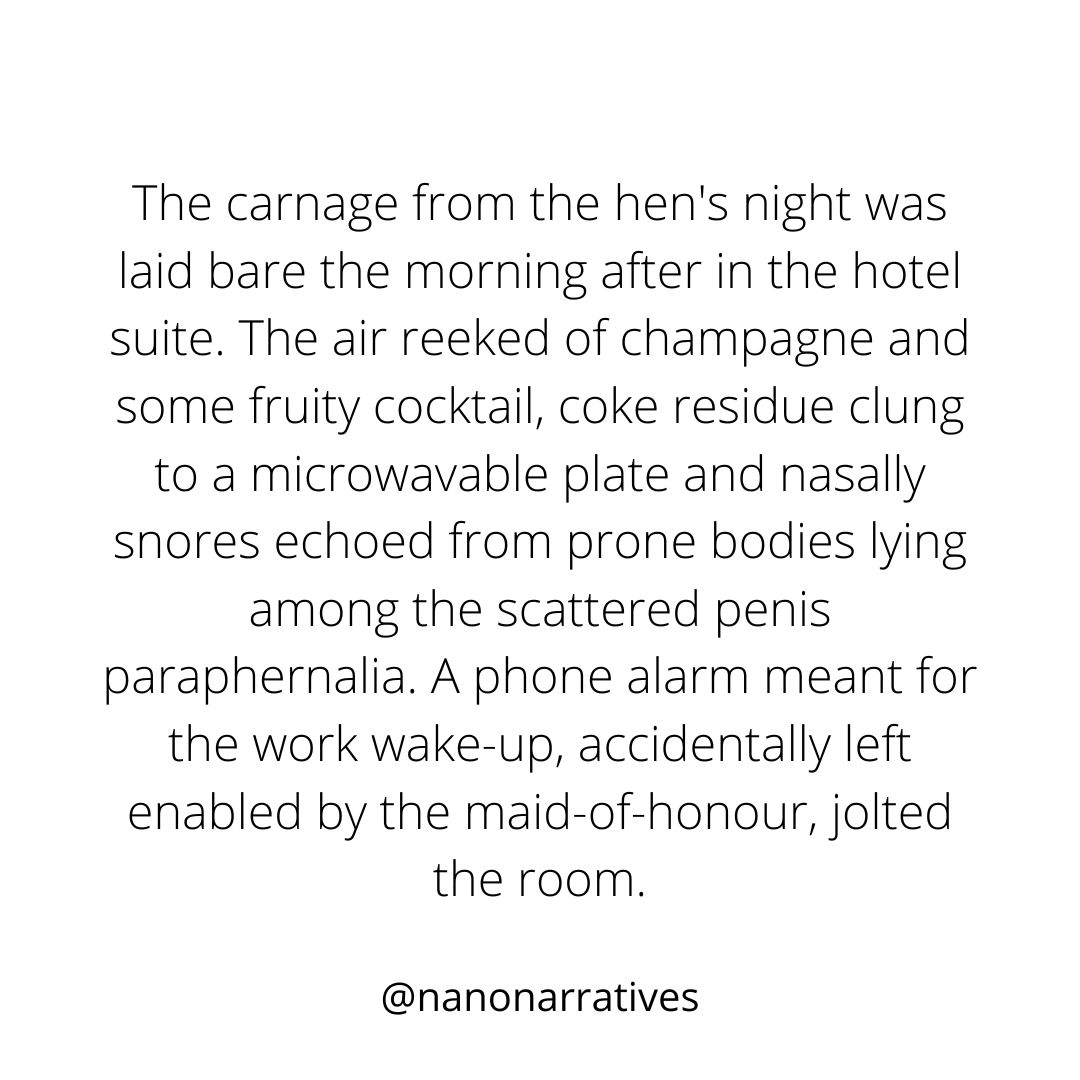 The carnage from the hen's night was
laid bare the morning after in the hotel
suite. The air reeked of champagne and
some fruity cocktail, coke residue clung
to a microwavable plate and nasally
snores echoed from prone bodies lying
among the scattered penis
paraphernalia. A phone alarm meant for
the work wake-up, accidentally left
enabled by the maid-of-honour, jolted
the room.
@nanonarratives